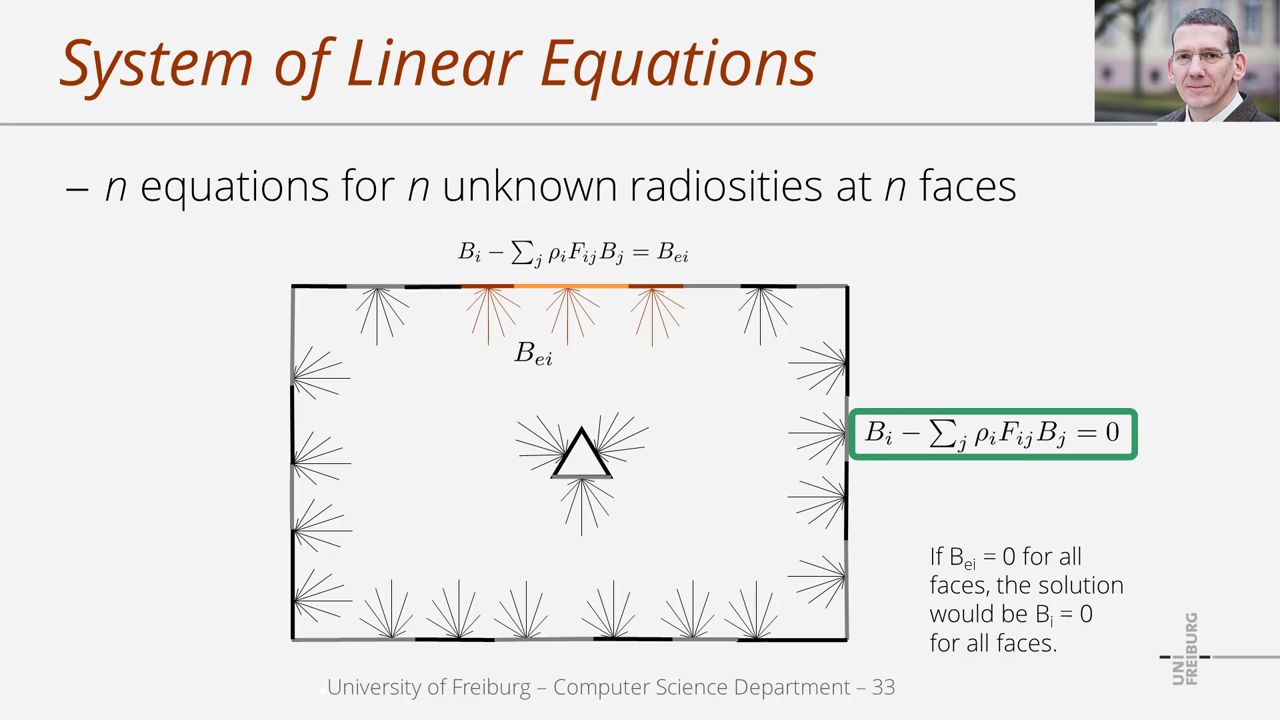 System of Linear Equations
– n equations for n unknown radiosities at n faces
B_i − ∑_j ρ_i F_ij B_j = B_ei
B_ei
B_i − ∑_j ρ_i F_ij B_j = 0
If B_ei = 0 for all
faces, the solution
would be B_i = 0
for all faces.
UNI
FREIBURG
University of Freiburg – Computer Science Department – 33